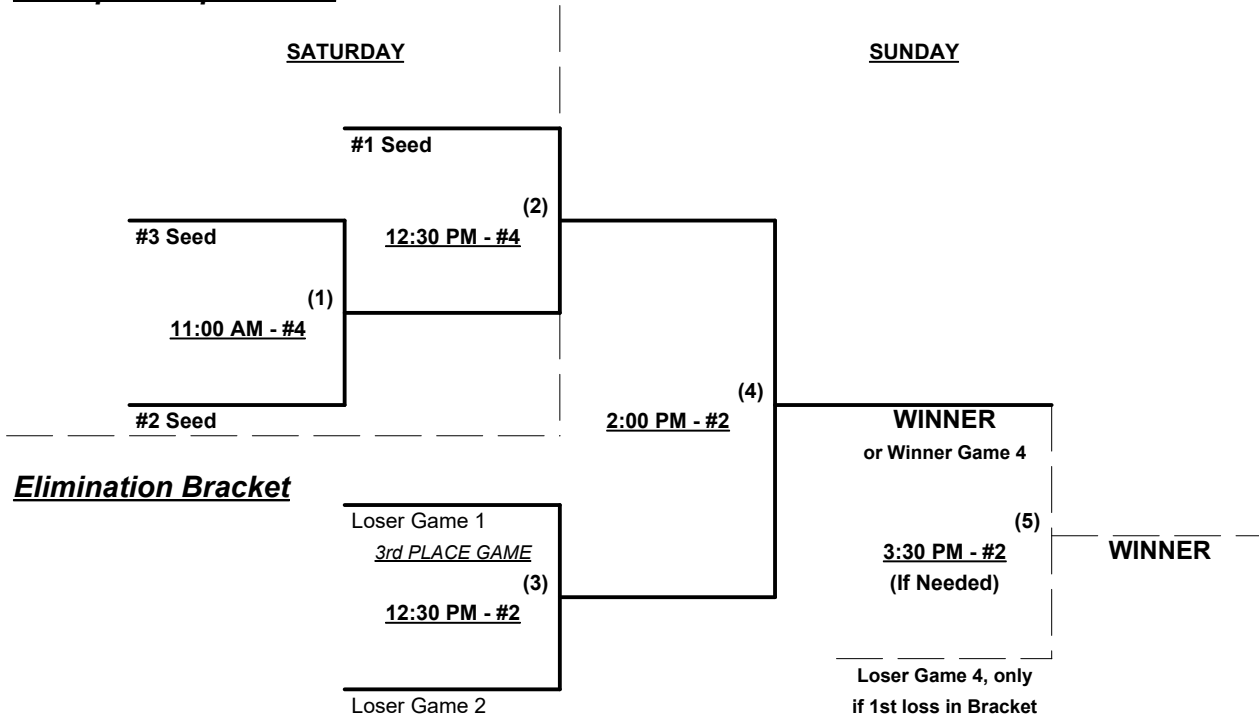 SATURDAY
SUNDAY
#1 Seed
(2)
12:30 PM - #4
#3 Seed
(1)
11:00 AM - #4
#2 Seed
(4)
2:00 PM - #2
WINNER
or Winner Game 4
Elimination Bracket
Loser Game 1
3rd PLACE GAME
(3)
12:30 PM - #2
Loser Game 2
(5)
3:30 PM - #2
(If Needed)
WINNER
Loser Game 4, only
if 1st loss in Bracket